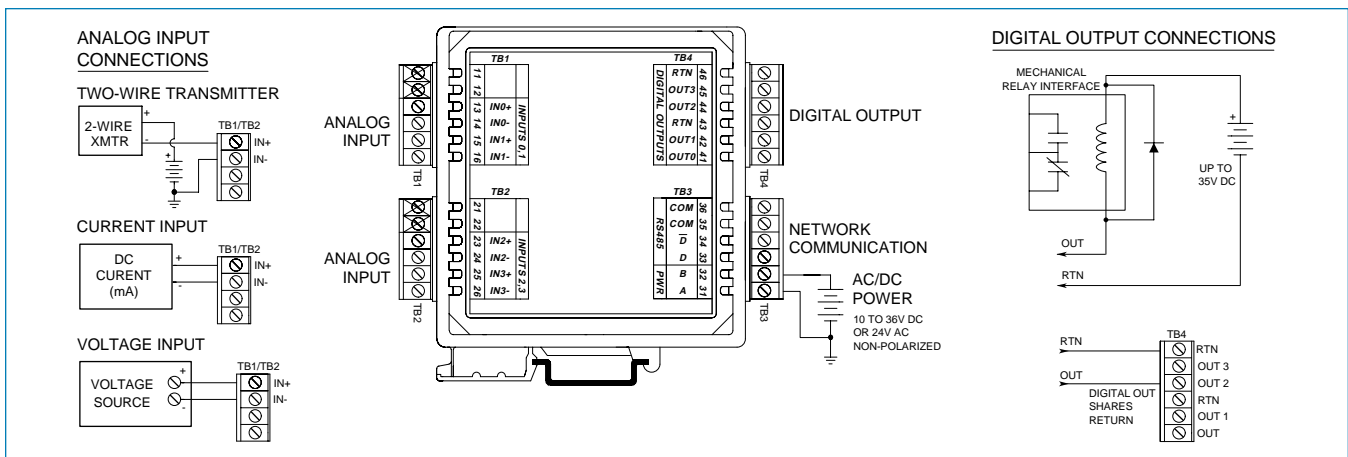 ANALOG INPUT
CONNECTIONS
TWO-WIRE TRANSMITTER
2-WIRE
XMTR
+
-
+
TB1/TB2
IN+
IN-
CURRENT INPUT
DC
CURENT
(mA)
+
-
TB1/TB2
IN+
IN-
VOLTAGE INPUT
VOLTAGE
SOURCE
+
-
TB1/TB2
IN+
IN-
ANALOG
INPUT
TB1
TB1
11
12
13 IN0+
14 IN0-
15 IN1+
16 IN1-
INPUTS 0,1
ANALOG
INPUT
TB2
TB2
21
22
23 IN2+
24 IN2-
25 IN3+
26 IN3-
INPUTS 2,3
TB4
DIGITAL OUTPUTS
RTN 46
OUT3 45
OUT2 44
RTN 43
OUT1 42
OUT0 41
TB4
DIGITAL OUTPUT
TB3
RS485
COM 36
COM 35
D 34
D 33
PWR
B 32
A 31
TB3
NETWORK
COMMUNICATION
AC/DC
POWER
10 TO 36V DC
OR 24V AC
NON-POLARIZED
DIGITAL OUTPUT CONNECTIONS
MECHANICAL
RELAY INTERFACE
+
UP TO
35V DC
OUT
RTN
RTN
OUT
DIGITAL OUT
SHARES
RETURN
TB4
RTN
OUT 3
OUT 2
RTN
OUT 1
OUT